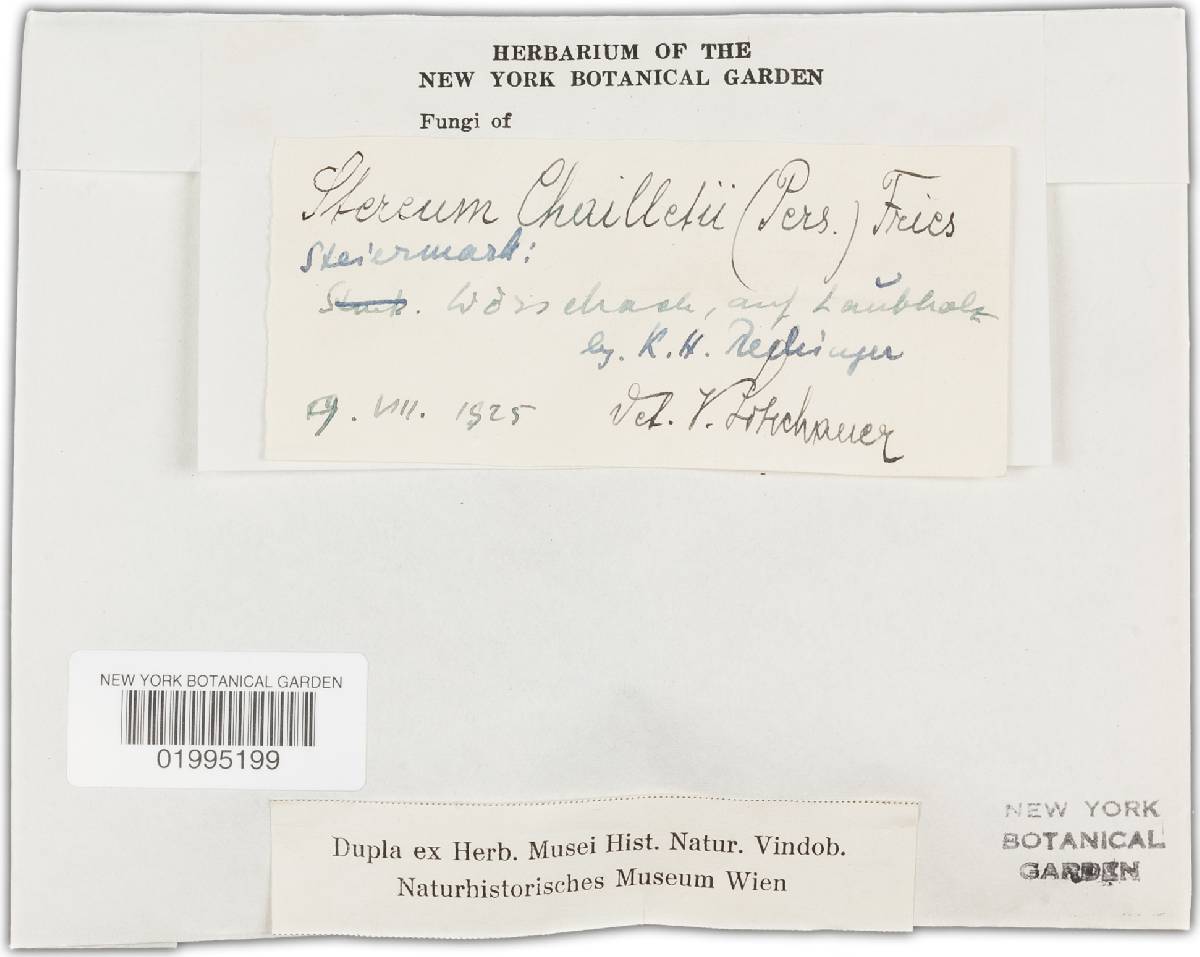 HERBARIUM OF THE
NEW YORK BOTANICAL GARDEN
Fungi of
Stereum Chailletii (Pers.) Fries
Steiermark:
Wörschach, auf Laubholz
lg. K. H. Rechinger
VIII. 1925
det. V. Litschauer
NEW YORK BOTANICAL GARDEN
01995199
Dupla ex Herb. Musei Hist. Natur. Vindob.
Naturhistorisches Museum Wien
NEW YORK
BOTANICAL
GARDEN